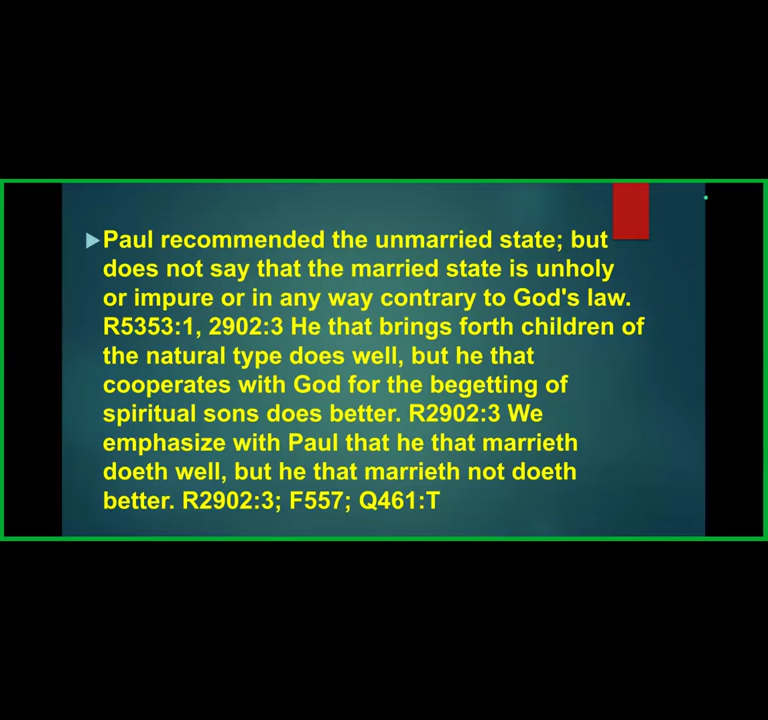 Paul recommended the unmarried state; but
does not say that the married state is unholy
or impure or in any way contrary to God's law.
R5353:1, 2902:3 He that brings forth children of
the natural type does well, but he that
cooperates with God for the begetting of
spiritual sons does better. R2902:3 We
emphasize with Paul that he that marrieth
doeth well, but he that marrieth not doeth
better. R2902:3; F557; Q461:T